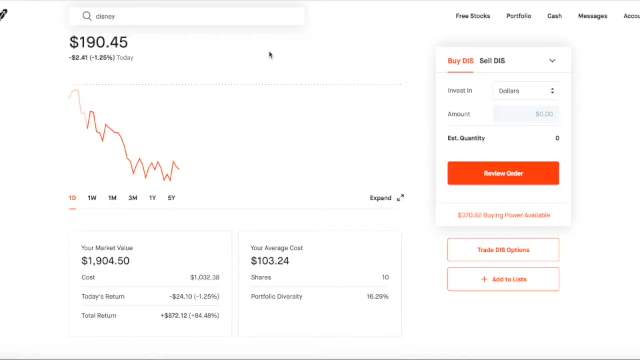 disney
Free Stocks Portfolio Cash Messages Accou
$190.45
-$2.41 (-1.25%) Today
Buy DIS Sell DIS
Invest In Dollars
Amount $0.00
Est. Quantity 0
Review Order
$370.62 Buying Power Available
1D 1W 1M 3M 1Y 5Y
Expand
Trade DIS Options
+ Add to Lists
Your Market Value
$1,904.50
Cost $1,032.38
Today's Return -$24.10 (-1.25%)
Total Return +$872.12 (+84.48%)
Your Average Cost
$103.24
Shares 10
Portfolio Diversity 16.29%